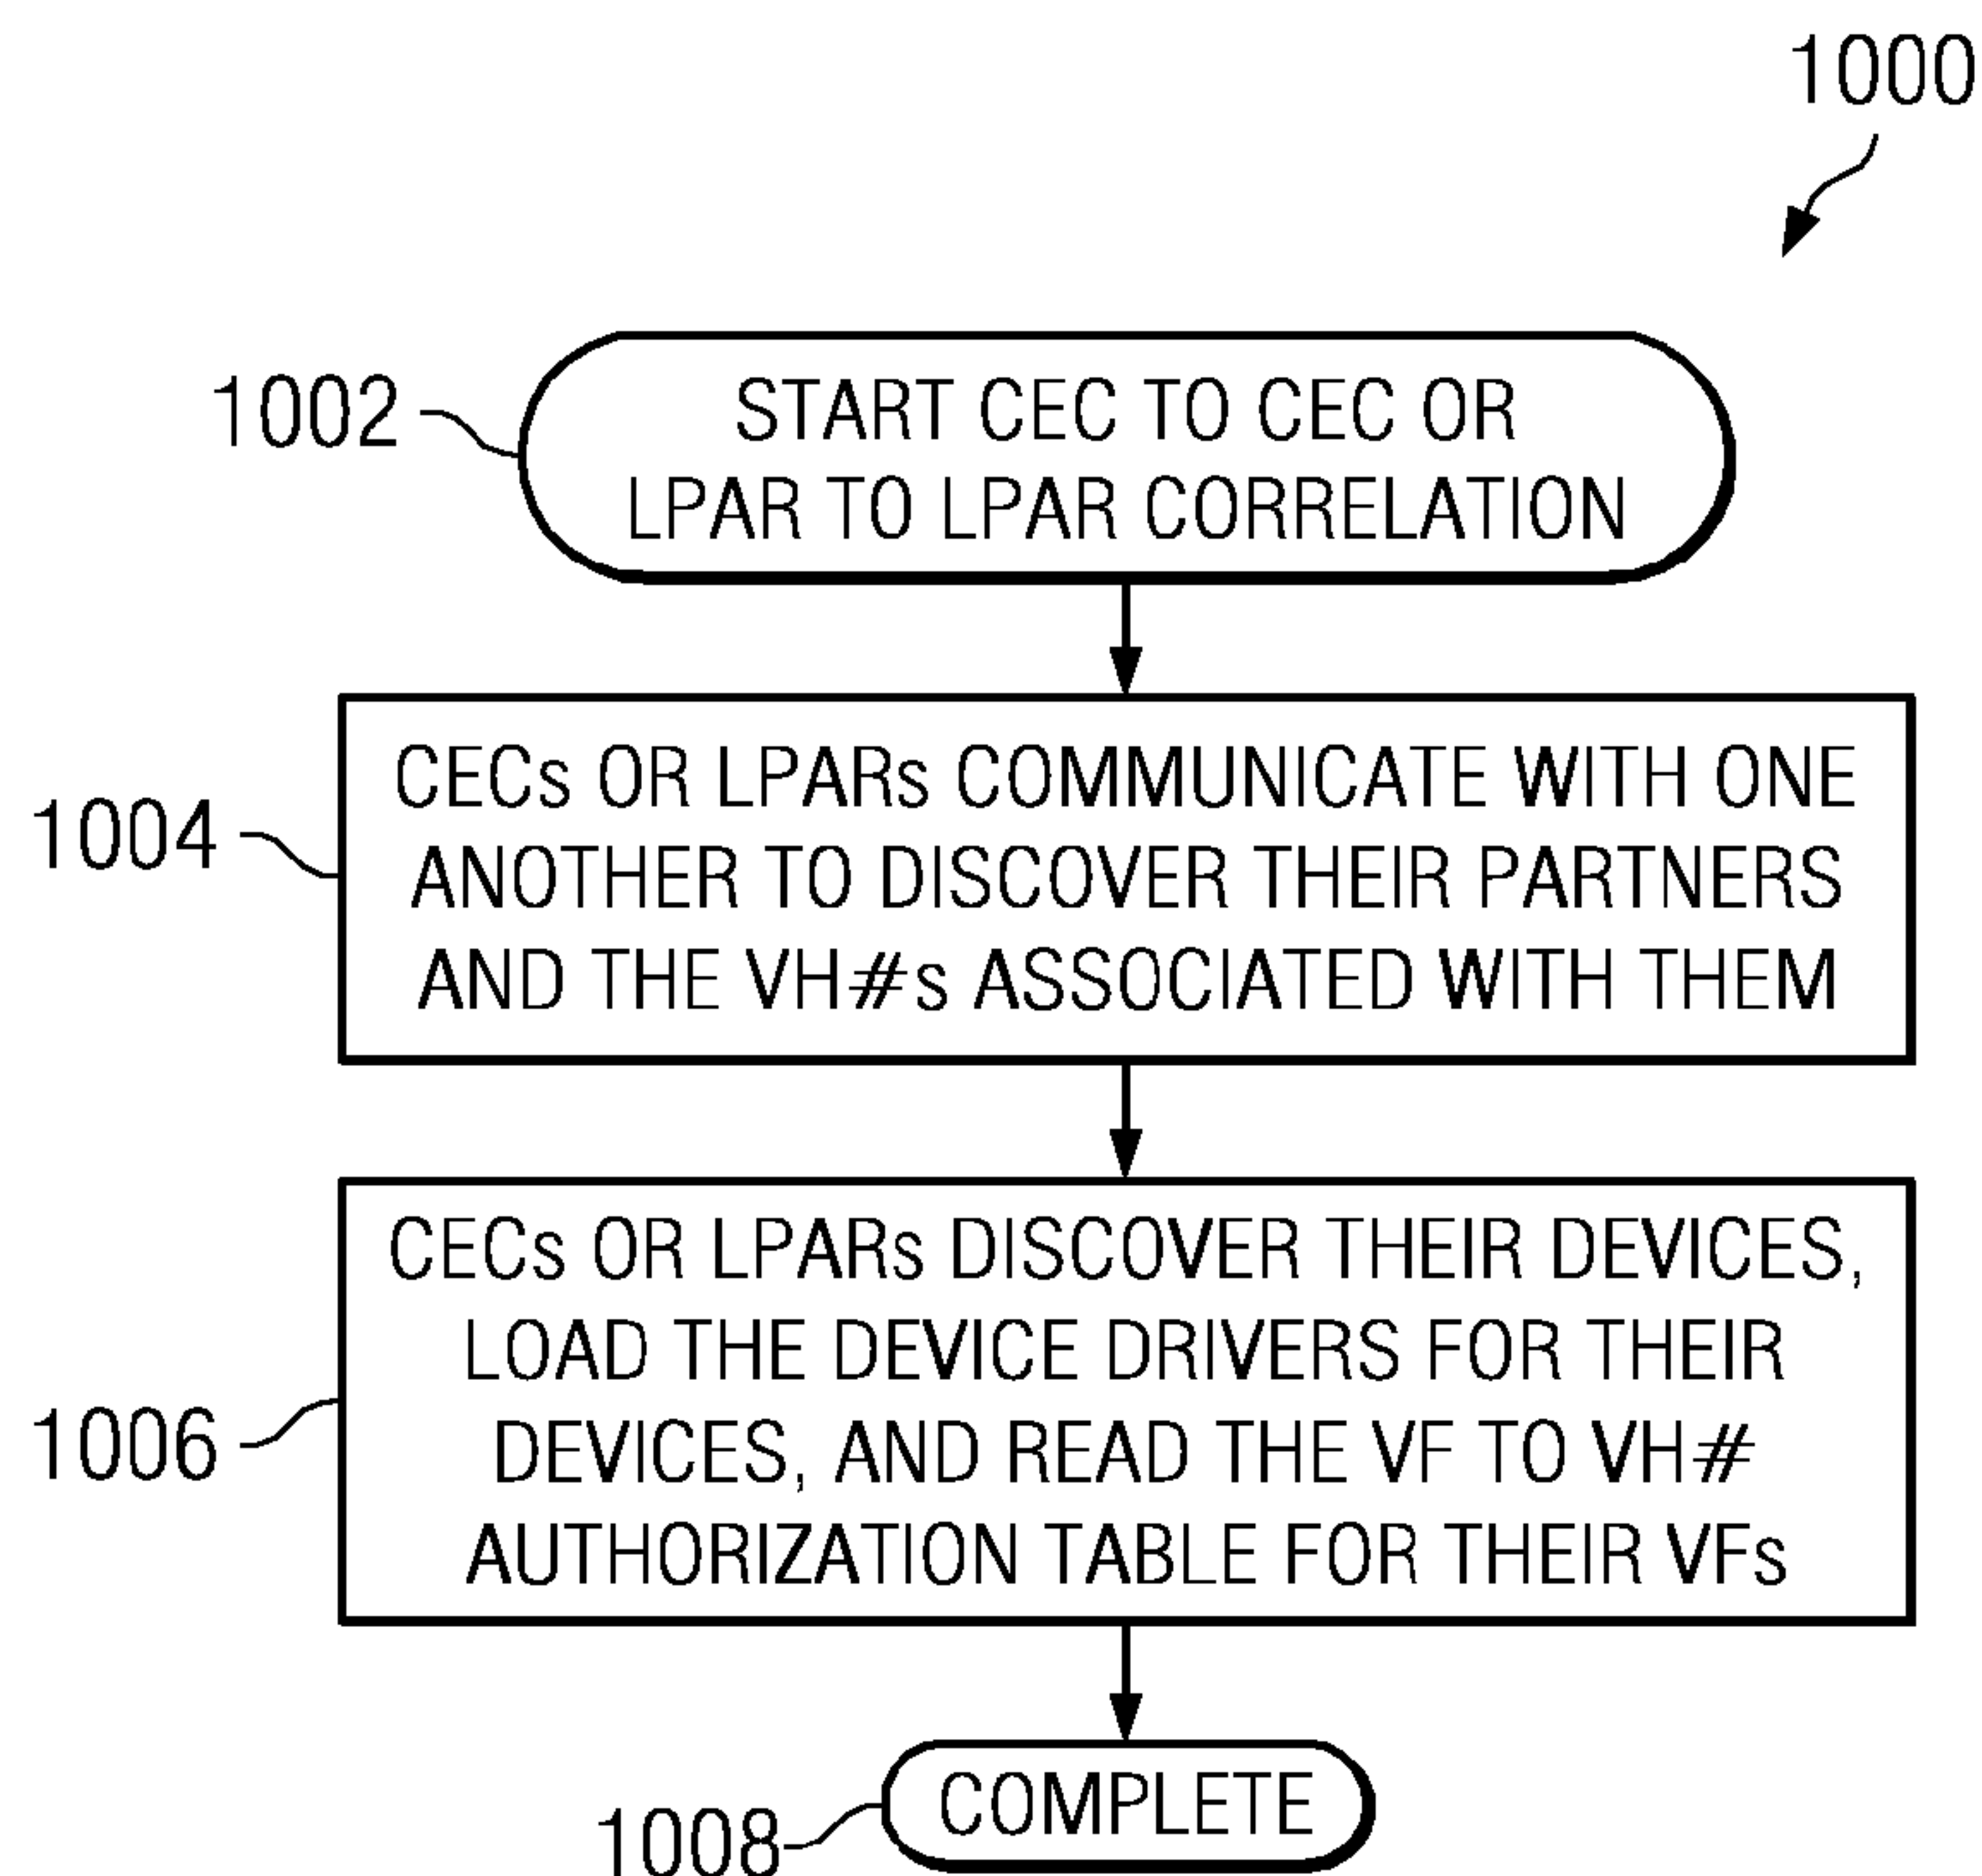 1000
1002
START CEC TO CEC OR
LPAR TO LPAR CORRELATION
1004
CECs OR LPARs COMMUNICATE WITH ONE
ANOTHER TO DISCOVER THEIR PARTNERS
AND THE VH#s ASSOCIATED WITH THEM
1006
CECs OR LPARs DISCOVER THEIR DEVICES,
LOAD THE DEVICE DRIVERS FOR THEIR
DEVICES, AND READ THE VF TO VH#
AUTHORIZATION TABLE FOR THEIR VFs
1008
COMPLETE